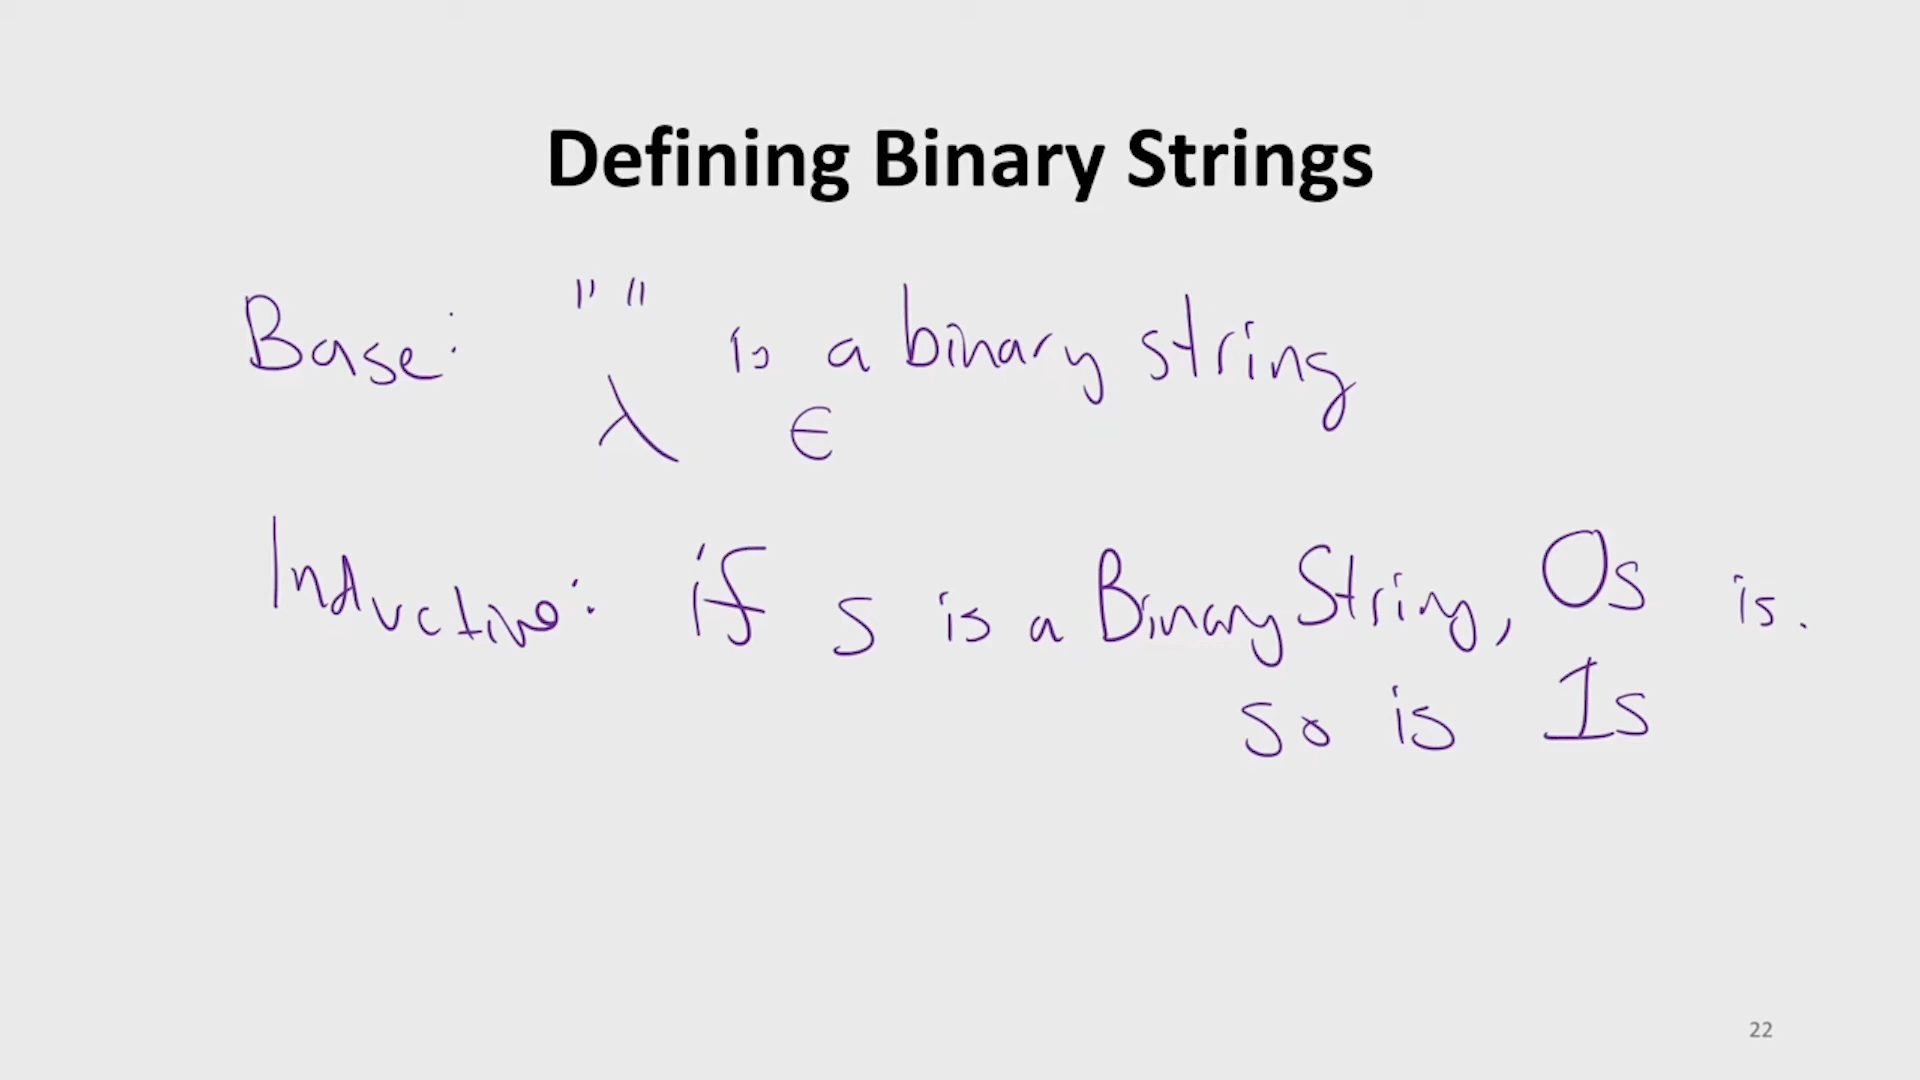 Defining Binary Strings
Base: "" is a binary string
λ ϵ
Inductive: if s is a Binary String, 0s is.
so is 1s
22